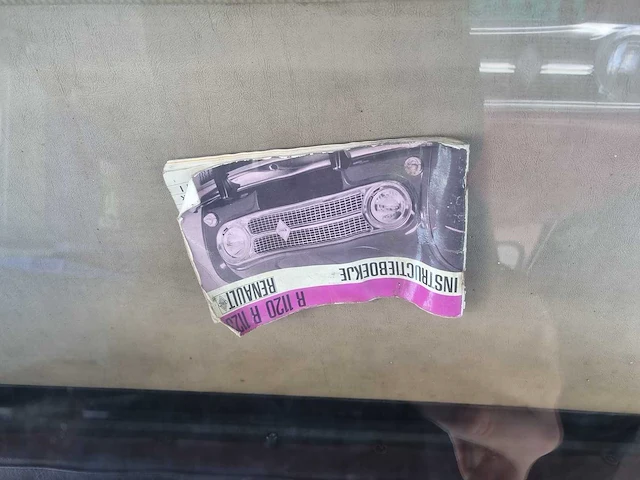 R 1120 R
INSTRUCTIEBOEKJE RENAULT